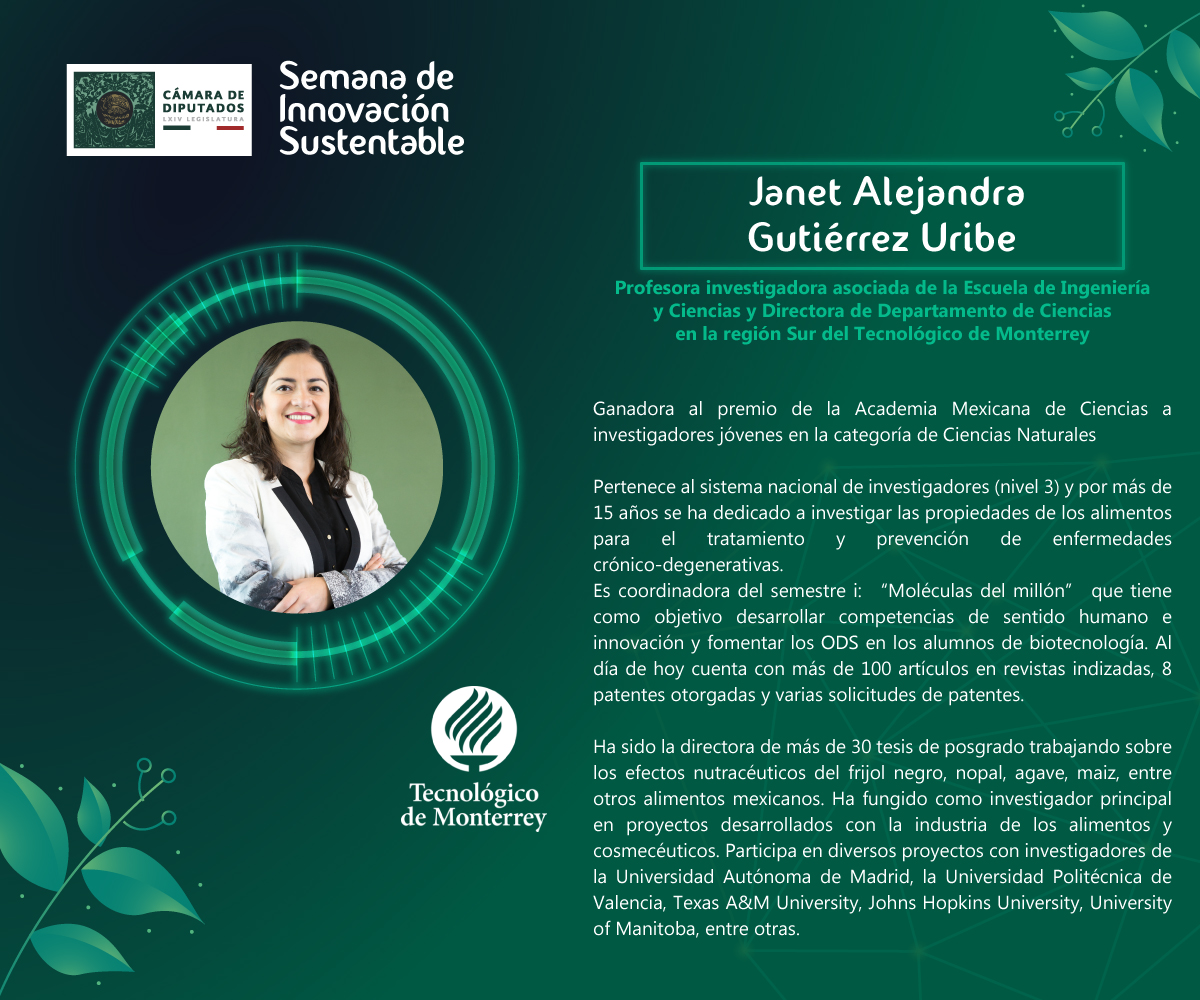 CÁMARA DE
DIPUTADOS
LXIV LEGISLATURA
Semana de
Innovación
Sustentable
Janet Alejandra
Gutiérrez Uribe
Profesora investigadora asociada de la Escuela de Ingeniería
y Ciencias y Directora de Departamento de Ciencias
en la región Sur del Tecnológico de Monterrey
Ganadora al premio de la Academia Mexicana de Ciencias a
investigadores jóvenes en la categoría de Ciencias Naturales
Pertenece al sistema nacional de investigadores (nivel 3) y por más de
15 años se ha dedicado a investigar las propiedades de los alimentos
para el tratamiento y prevención de enfermedades
crónico-degenerativas.
Es coordinadora del semestre i: “Moléculas del millón” que tiene
como objetivo desarrollar competencias de sentido humano e
innovación y fomentar los ODS en los alumnos de biotecnología. Al
día de hoy cuenta con más de 100 artículos en revistas indizadas, 8
patentes otorgadas y varias solicitudes de patentes.
Ha sido la directora de más de 30 tesis de posgrado trabajando sobre
los efectos nutracéuticos del frijol negro, nopal, agave, maiz, entre
otros alimentos mexicanos. Ha fungido como investigador principal
en proyectos desarrollados con la industria de los alimentos y
cosmecéuticos. Participa en diversos proyectos con investigadores de
la Universidad Autónoma de Madrid, la Universidad Politécnica de
Valencia, Texas A&M University, Johns Hopkins University, University
of Manitoba, entre otras.
Tecnológico
de Monterrey